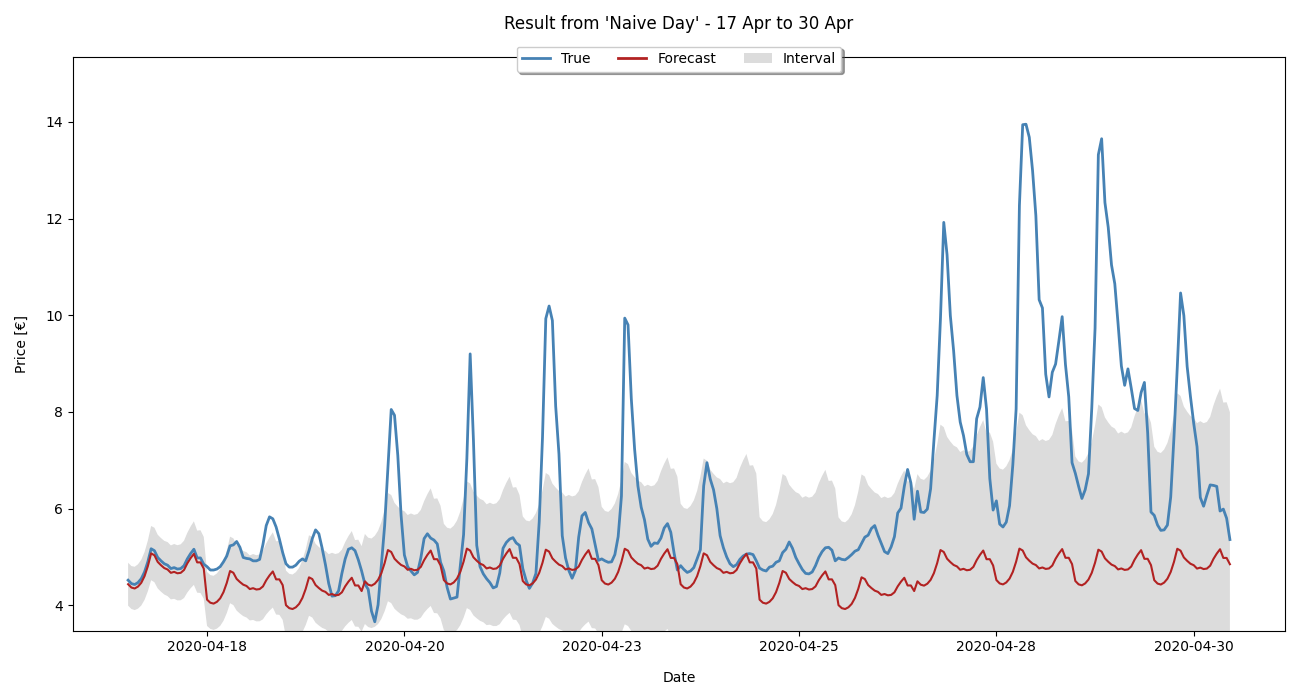 Result from 'Naive Day' - 17 Apr to 30 Apr
True Forecast Interval
14
12
10
8
6
4
Price [€]
2020-04-18 2020-04-20 2020-04-23 2020-04-25 2020-04-28 2020-04-30
Date